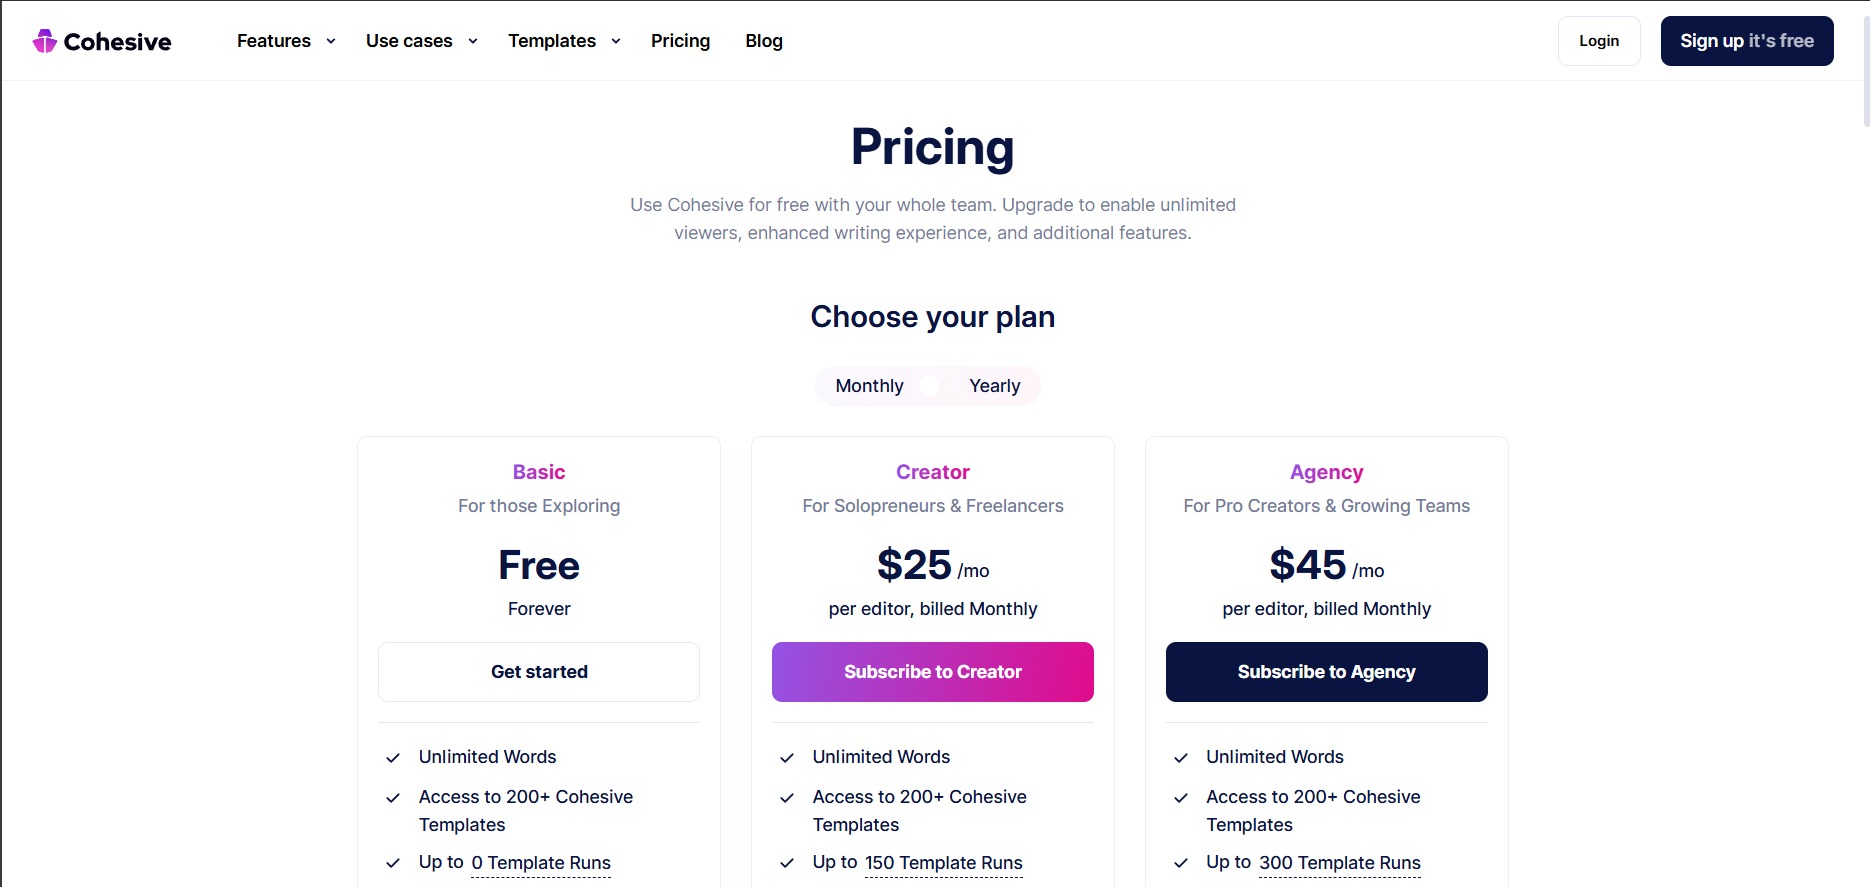 Cohesive
Features
Use cases
Templates
Pricing
Blog
Login
Sign up it's free
Pricing
Use Cohesive for free with your whole team. Upgrade to enable unlimited
viewers, enhanced writing experience, and additional features.
Choose your plan
Monthly
Yearly
Basic
For those Exploring
Free
Forever
Get started
Unlimited Words
Access to 200+ Cohesive
Templates
Up to 0 Template Runs
Creator
For Solopreneurs & Freelancers
$25 /mo
per editor, billed Monthly
Subscribe to Creator
Unlimited Words
Access to 200+ Cohesive
Templates
Up to 150 Template Runs
Agency
For Pro Creators & Growing Teams
$45 /mo
per editor, billed Monthly
Subscribe to Agency
Unlimited Words
Access to 200+ Cohesive
Templates
Up to 300 Template Runs